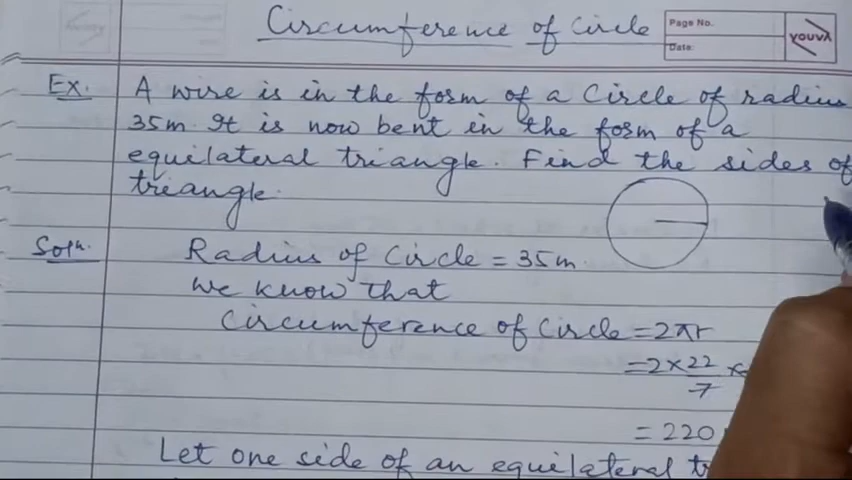 Circumference of Circle
Page No.
Date:
YOUVA
Ex. A wire is in the form of a Circle of radius
35m. It is now bent in the form of a
equilateral triangle. Find the sides of
triangle.
Soln. Radius of Circle = 35m.
We know that
Circumference of Circle = 2πr
= 2 × 22/7 ×
= 220
Let one side of an equilateral